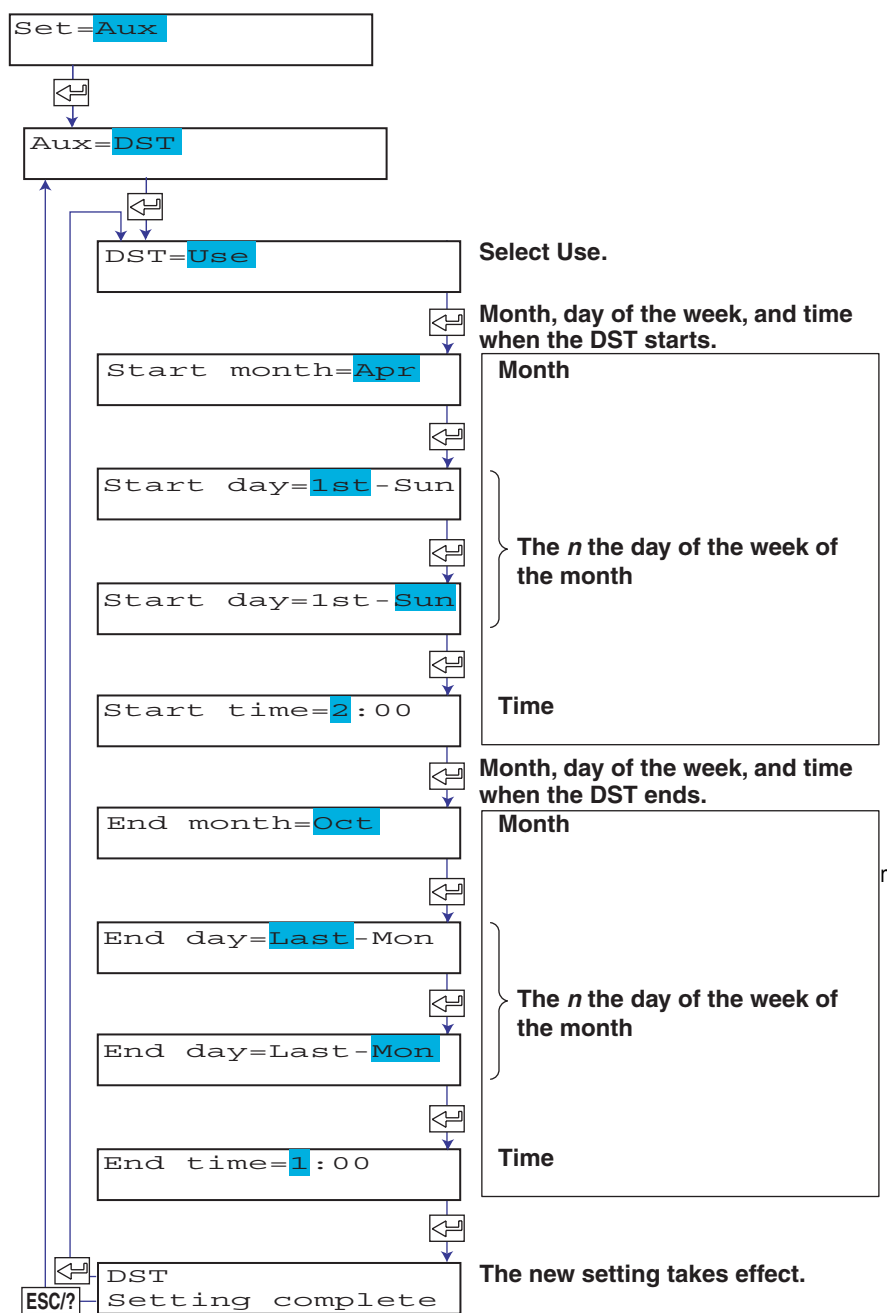 Set=Aux
Aux=DST
DST=Use
Select Use.
Month, day of the week, and time
when the DST starts.
Start month=Apr
Month
Start day=1st-Sun
The n the day of the week of
the month
Start day=1st-Sun
Start time=2:00
Time
Month, day of the week, and time
when the DST ends.
End month=Oct
Month
r
End day=Last-Mon
The n the day of the week of
the month
End day=Last-Mon
End time=1:00
Time
DST
Setting complete
The new setting takes effect.
ESC/?